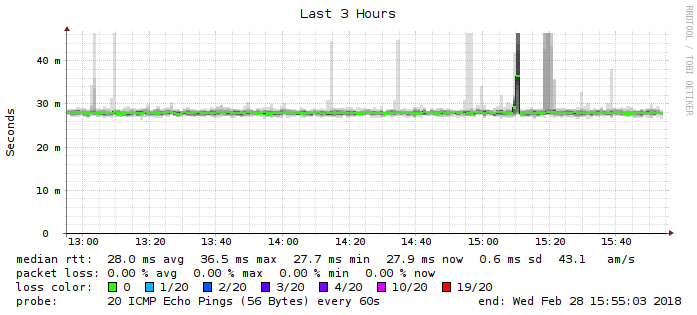 Last 3 Hours
RRDTOOL / TOBI OETIKER
Seconds
40 m
30 m
20 m
10 m
0
13:00 13:20 13:40 14:00 14:20 14:40 15:00 15:20 15:40
median rtt: 28.0 ms avg 36.5 ms max 27.7 ms min 27.9 ms now 0.6 ms sd 43.1 am/s
packet loss: 0.00 % avg 0.00 % max 0.00 % min 0.00 % now
loss color: 0 1/20 2/20 3/20 4/20 10/20 19/20
probe: 20 ICMP Echo Pings (56 Bytes) every 60s end: Wed Feb 28 15:55:03 2018